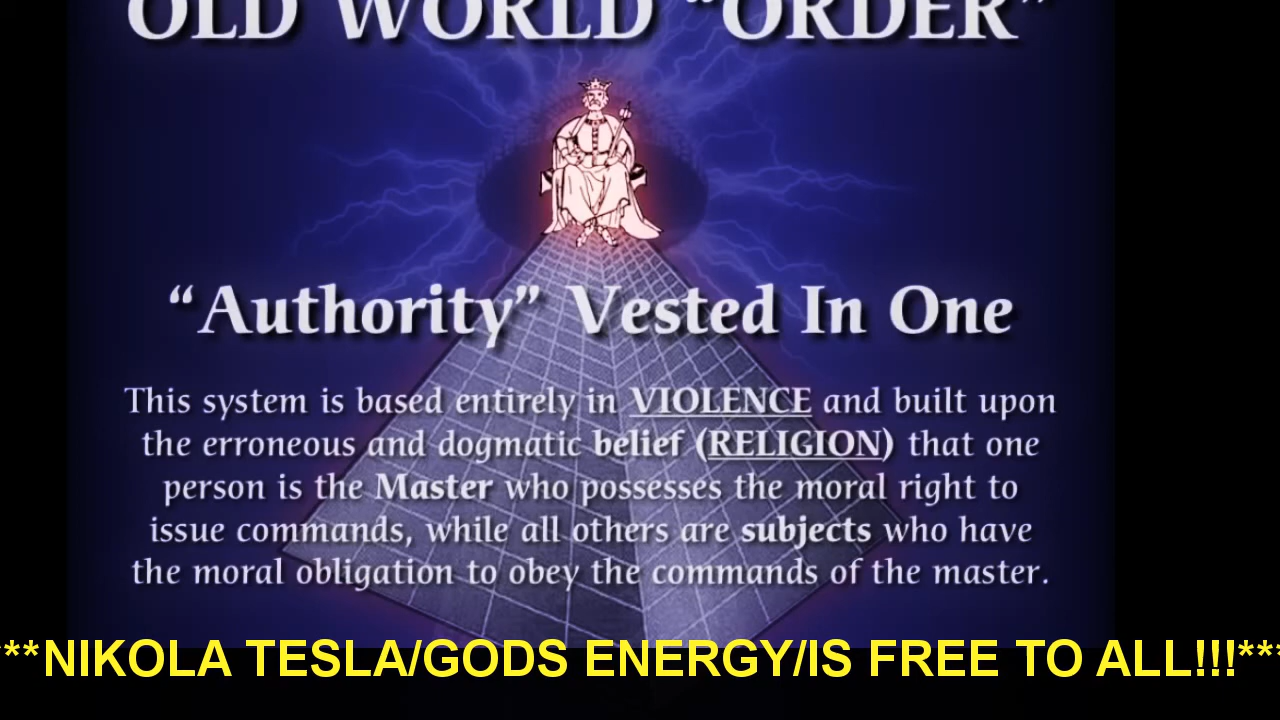 OLD WORLD “ORDER”
“Authority” Vested In One
This system is based entirely in VIOLENCE and built upon
the erroneous and dogmatic belief (RELIGION) that one
person is the Master who possesses the moral right to
issue commands, while all others are subjects who have
the moral obligation to obey the commands of the master.
***NIKOLA TESLA/GODS ENERGY/IS FREE TO ALL!!!***